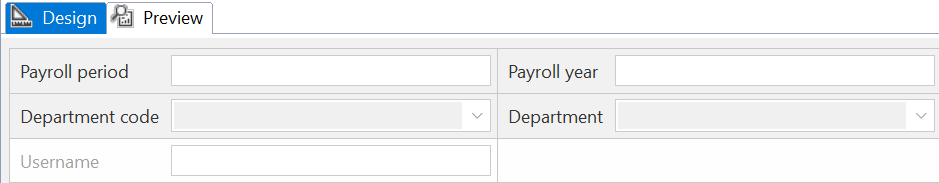 Design Preview
Payroll period Payroll year
Department code Department
Username